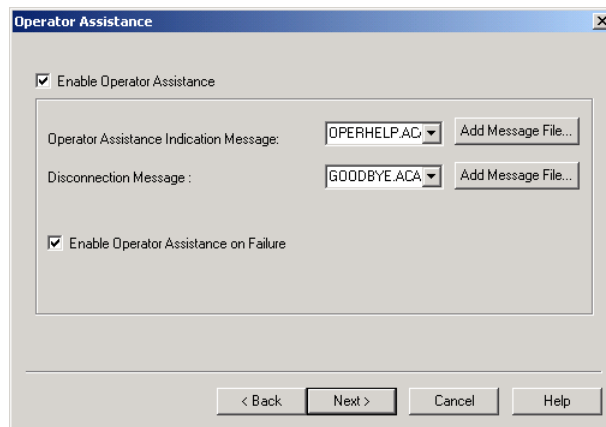 Operator Assistance
Enable Operator Assistance
Operator Assistance Indication Message: OPERHELP.AC Add Message File...
Disconnection Message : GOODBYE.ACA Add Message File...
Enable Operator Assistance on Failure
< Back Next > Cancel Help